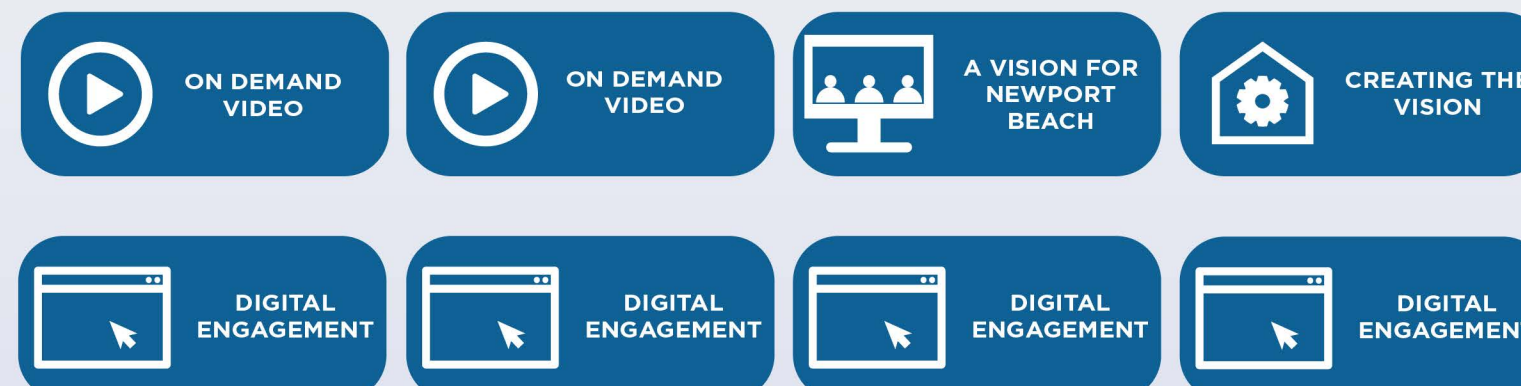 ON DEMAND
VIDEO
ON DEMAND
VIDEO
A VISION FOR
NEWPORT
BEACH
CREATING THE
VISION
DIGITAL
ENGAGEMENT
DIGITAL
ENGAGEMENT
DIGITAL
ENGAGEMENT
DIGITAL
ENGAGEMENT